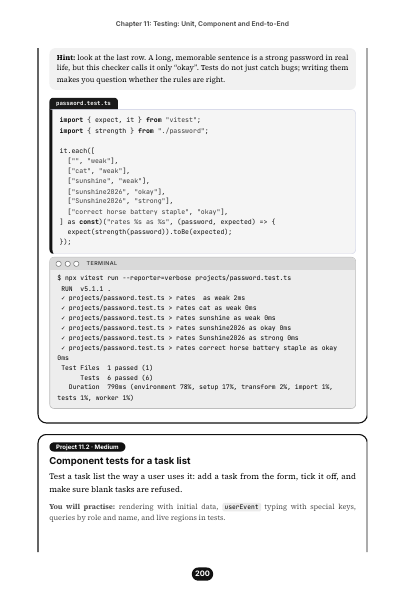 Chapter 11: Testing: Unit, Component and End-to-End
Hint: look at the last row. A long, memorable sentence is a strong password in real
life, but this checker calls it only “okay”. Tests do not just catch bugs; writing them
makes you question whether the rules are right.
password.test.ts
import { expect, it } from "vitest";
import { strength } from "./password";
it.each([
["", "weak"],
["cat", "weak"],
["sunshine", "weak"],
["sunshine2026", "okay"],
["Sunshine2026", "strong"],
["correct horse battery staple", "okay"],
] as const)("rates %s as %s", (password, expected) => {
expect(strength(password)).toBe(expected);
});
TERMINAL
$ npx vitest run --reporter=verbose projects/password.test.ts
RUN v5.1.1 .
✓ projects/password.test.ts > rates  as weak 2ms
✓ projects/password.test.ts > rates cat as weak 0ms
✓ projects/password.test.ts > rates sunshine as weak 0ms
✓ projects/password.test.ts > rates sunshine2026 as okay 0ms
✓ projects/password.test.ts > rates Sunshine2026 as strong 0ms
✓ projects/password.test.ts > rates correct horse battery staple as okay
0ms
Test Files 1 passed (1)
Tests 6 passed (6)
Duration 790ms (environment 78%, setup 17%, transform 2%, import 1%,
tests 1%, worker 1%)
Project 11.2 · Medium
Component tests for a task list
Test a task list the way a user uses it: add a task from the form, tick it off, and
make sure blank tasks are refused.
You will practise: rendering with initial data, userEvent typing with special keys,
queries by role and name, and live regions in tests.
200